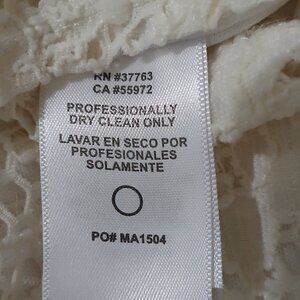 RN #37763
CA #55972
PROFESSIONALLY
DRY CLEAN ONLY
LAVAR EN SECO POR
PROFESIONALES
SOLAMENTE
PO# MA1504